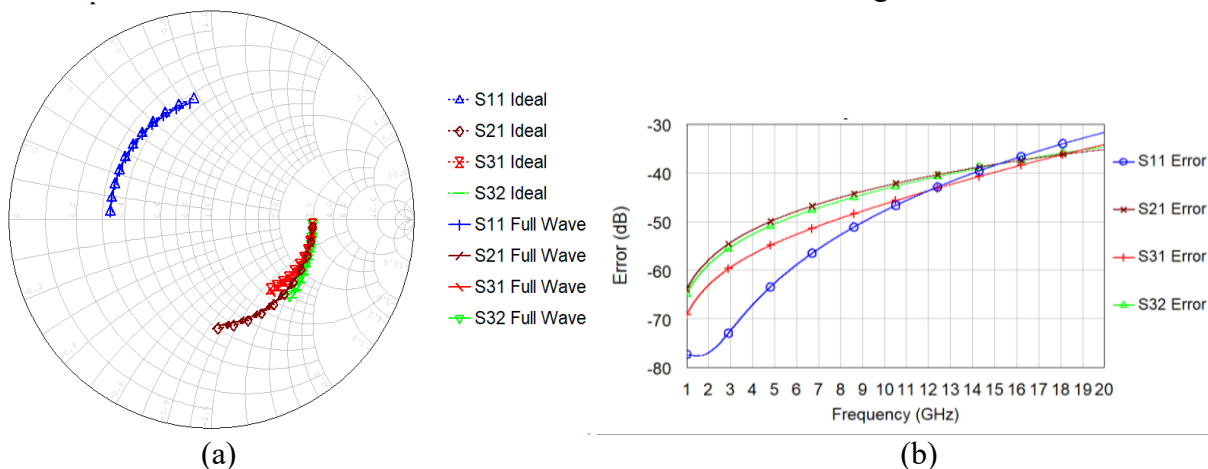 S11 Ideal
S21 Ideal
S31 Ideal
S32 Ideal
S11 Full Wave
S21 Full Wave
S31 Full Wave
S32 Full Wave
(a)
-30
-40
-50
-60
-70
-80
Error (dB)
1 2 3 4 5 6 7 8 9 10 11 12 13 14 15 16 17 18 19 20
Frequency (GHz)
S11 Error
S21 Error
S31 Error
S32 Error
(b)